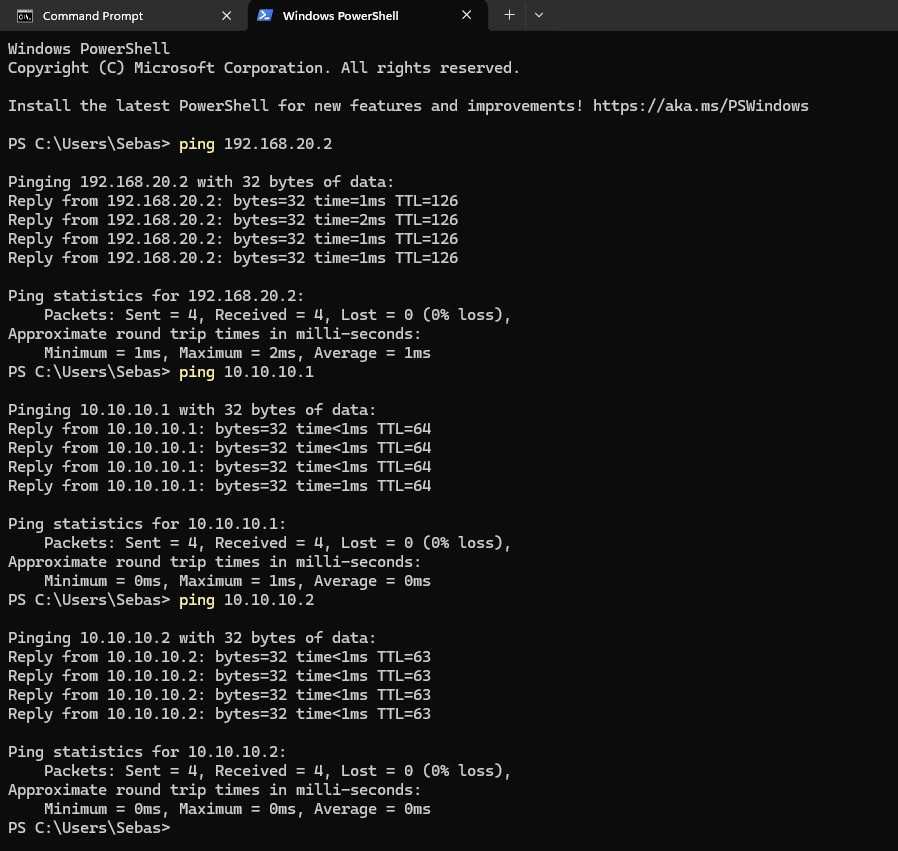 Command Prompt
Windows PowerShell
Windows PowerShell
Copyright (C) Microsoft Corporation. All rights reserved.
Install the latest PowerShell for new features and improvements! https://aka.ms/PSWindows
PS C:\Users\Sebas> ping 192.168.20.2
Pinging 192.168.20.2 with 32 bytes of data:
Reply from 192.168.20.2: bytes=32 time=1ms TTL=126
Reply from 192.168.20.2: bytes=32 time=2ms TTL=126
Reply from 192.168.20.2: bytes=32 time=1ms TTL=126
Reply from 192.168.20.2: bytes=32 time=1ms TTL=126
Ping statistics for 192.168.20.2:
    Packets: Sent = 4, Received = 4, Lost = 0 (0% loss),
Approximate round trip times in milli-seconds:
    Minimum = 1ms, Maximum = 2ms, Average = 1ms
PS C:\Users\Sebas> ping 10.10.10.1
Pinging 10.10.10.1 with 32 bytes of data:
Reply from 10.10.10.1: bytes=32 time<1ms TTL=64
Reply from 10.10.10.1: bytes=32 time<1ms TTL=64
Reply from 10.10.10.1: bytes=32 time<1ms TTL=64
Reply from 10.10.10.1: bytes=32 time=1ms TTL=64
Ping statistics for 10.10.10.1:
    Packets: Sent = 4, Received = 4, Lost = 0 (0% loss),
Approximate round trip times in milli-seconds:
    Minimum = 0ms, Maximum = 1ms, Average = 0ms
PS C:\Users\Sebas> ping 10.10.10.2
Pinging 10.10.10.2 with 32 bytes of data:
Reply from 10.10.10.2: bytes=32 time<1ms TTL=63
Reply from 10.10.10.2: bytes=32 time<1ms TTL=63
Reply from 10.10.10.2: bytes=32 time<1ms TTL=63
Reply from 10.10.10.2: bytes=32 time<1ms TTL=63
Ping statistics for 10.10.10.2:
    Packets: Sent = 4, Received = 4, Lost = 0 (0% loss),
Approximate round trip times in milli-seconds:
    Minimum = 0ms, Maximum = 0ms, Average = 0ms
PS C:\Users\Sebas>